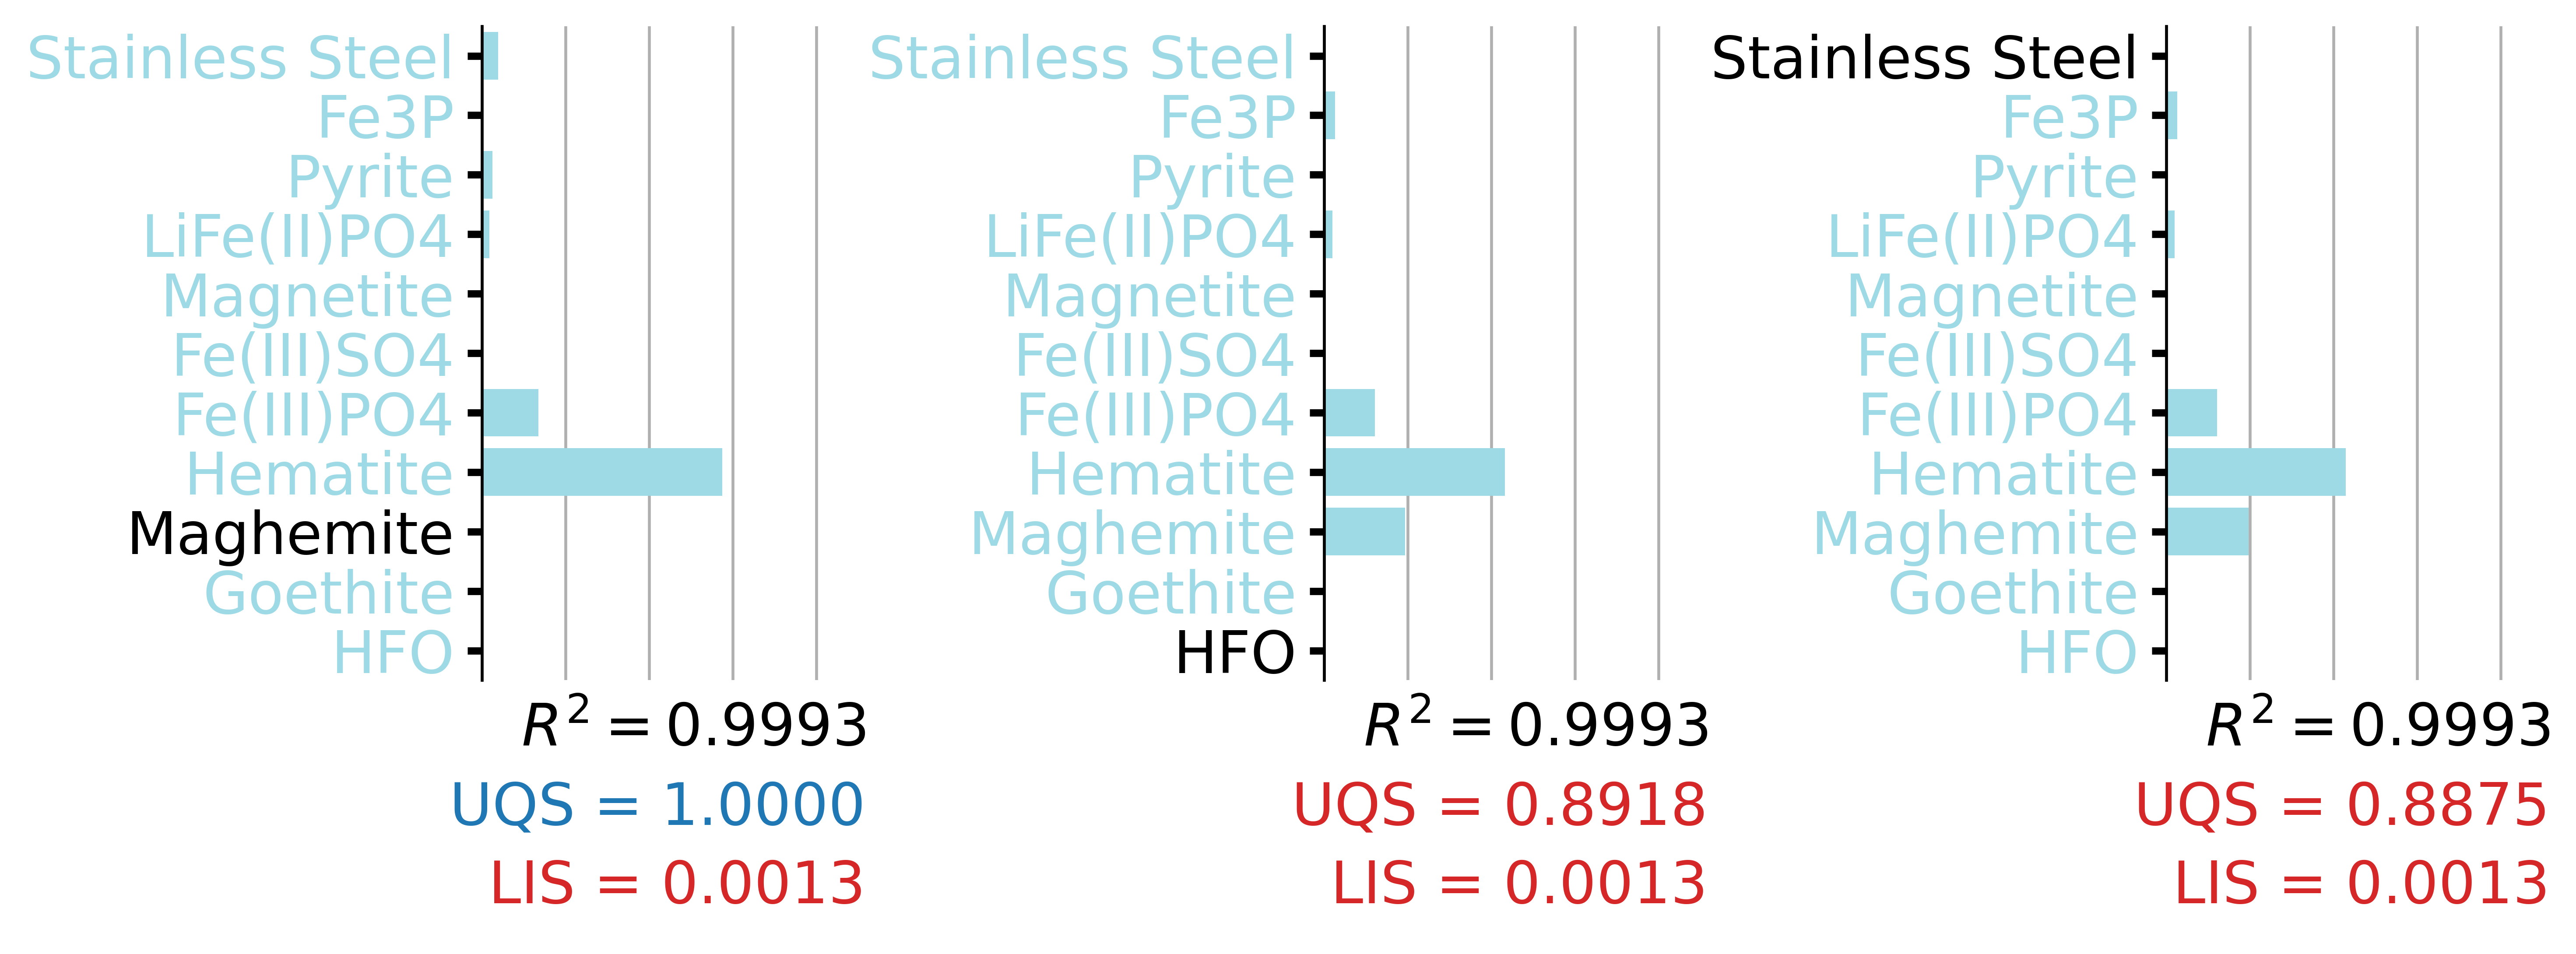 Stainless Steel
Fe3P
Pyrite
LiFe(II)PO4
Magnetite
Fe(III)SO4
Fe(III)PO4
Hematite
Maghemite
Goethite
HFO
R² = 0.9993
UQS = 1.0000
LIS = 0.0013
Stainless Steel
Fe3P
Pyrite
LiFe(II)PO4
Magnetite
Fe(III)SO4
Fe(III)PO4
Hematite
Maghemite
Goethite
HFO
R² = 0.9993
UQS = 0.8918
LIS = 0.0013
Stainless Steel
Fe3P
Pyrite
LiFe(II)PO4
Magnetite
Fe(III)SO4
Fe(III)PO4
Hematite
Maghemite
Goethite
HFO
R² = 0.9993
UQS = 0.8875
LIS = 0.0013